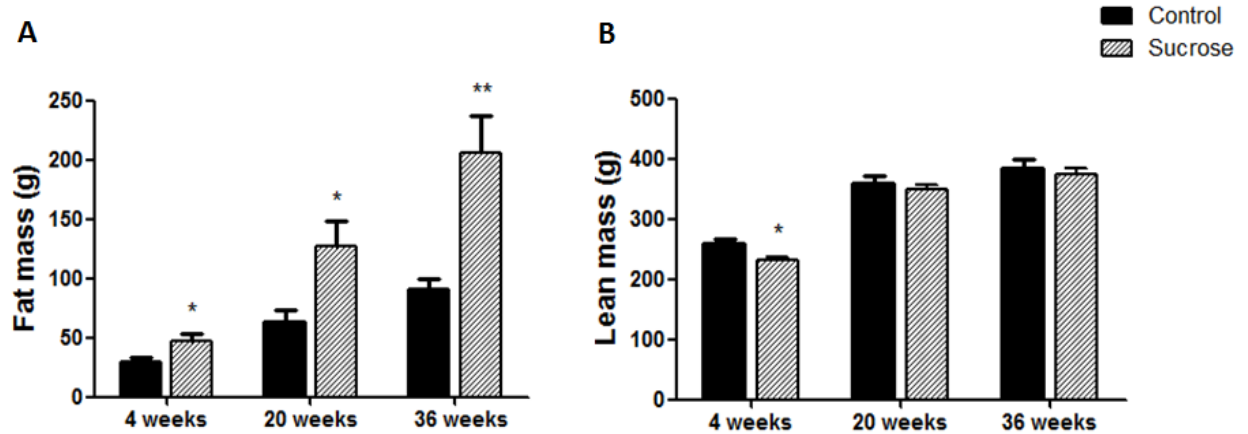 A
Fat mass (g)
250
200
150
100
50
0
*
*
**
4 weeks
20 weeks
36 weeks
B
Control
Sucrose
Lean mass (g)
500
400
300
200
100
0
*
4 weeks
20 weeks
36 weeks